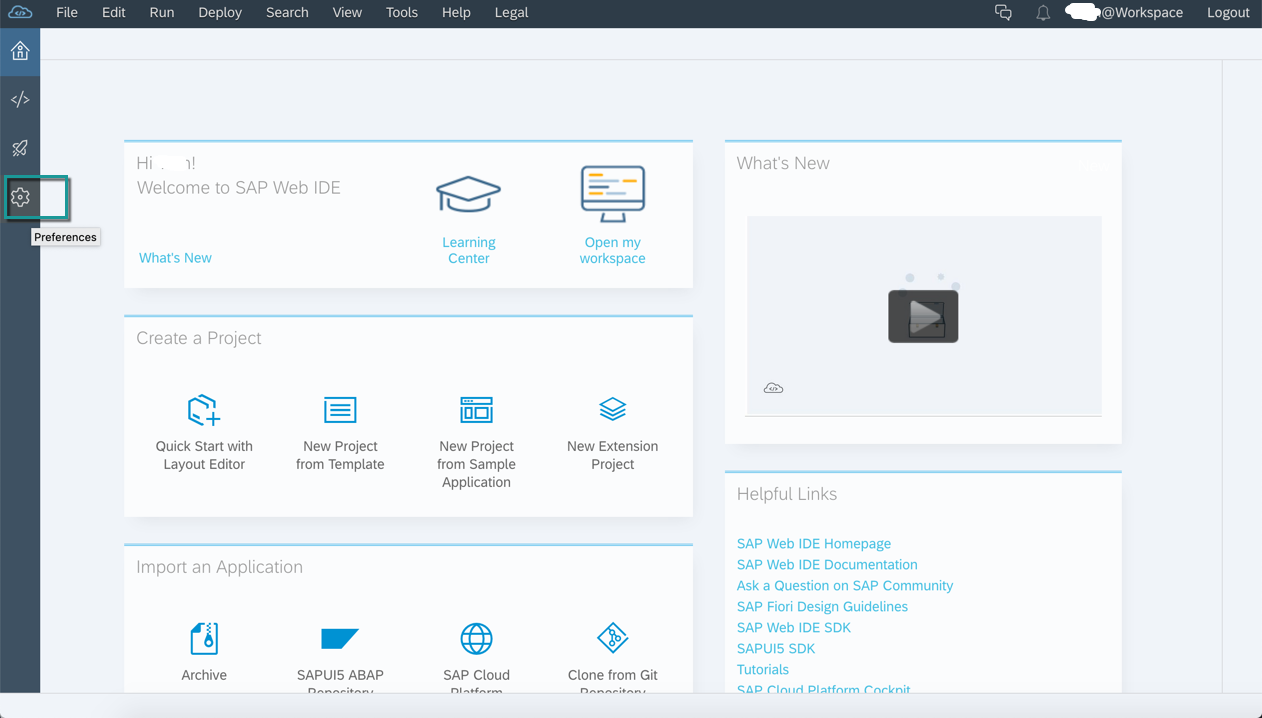 File Edit Run Deploy Search View Tools Help Legal @Workspace Logout
Preferences
Hi !
Welcome to SAP Web IDE
What's New
Learning
Center
Open my
workspace
What's New
Create a Project
Quick Start with
Layout Editor
New Project
from Template
New Project
from Sample
Application
New Extension
Project
Helpful Links
SAP Web IDE Homepage
SAP Web IDE Documentation
Ask a Question on SAP Community
SAP Fiori Design Guidelines
SAP Web IDE SDK
SAPUI5 SDK
Tutorials
SAP Cloud Platform Cockpit
Import an Application
Archive
SAPUI5 ABAP
Repository
SAP Cloud
Platform
Clone from Git
Repository